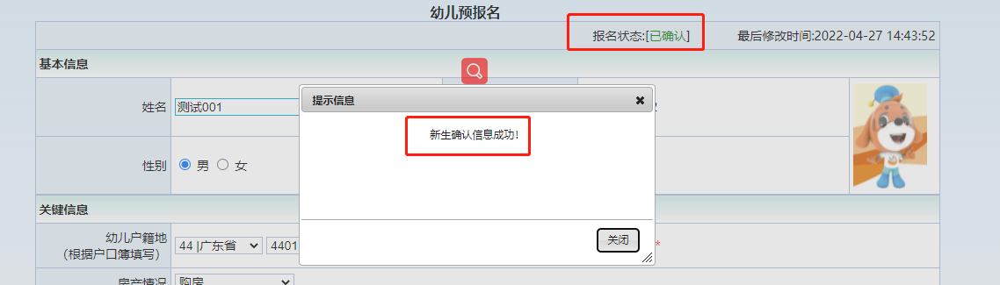 幼儿预报名
报名状态:[已确认] 最后修改时间:2022-04-27 14:43:52
基本信息
提示信息
姓名 测试001
新生确认信息成功!
性别 男 女
关键信息
幼儿户籍地
(根据户口簿填写)
44 |广东省 4401 *
关闭
房产情况 购房